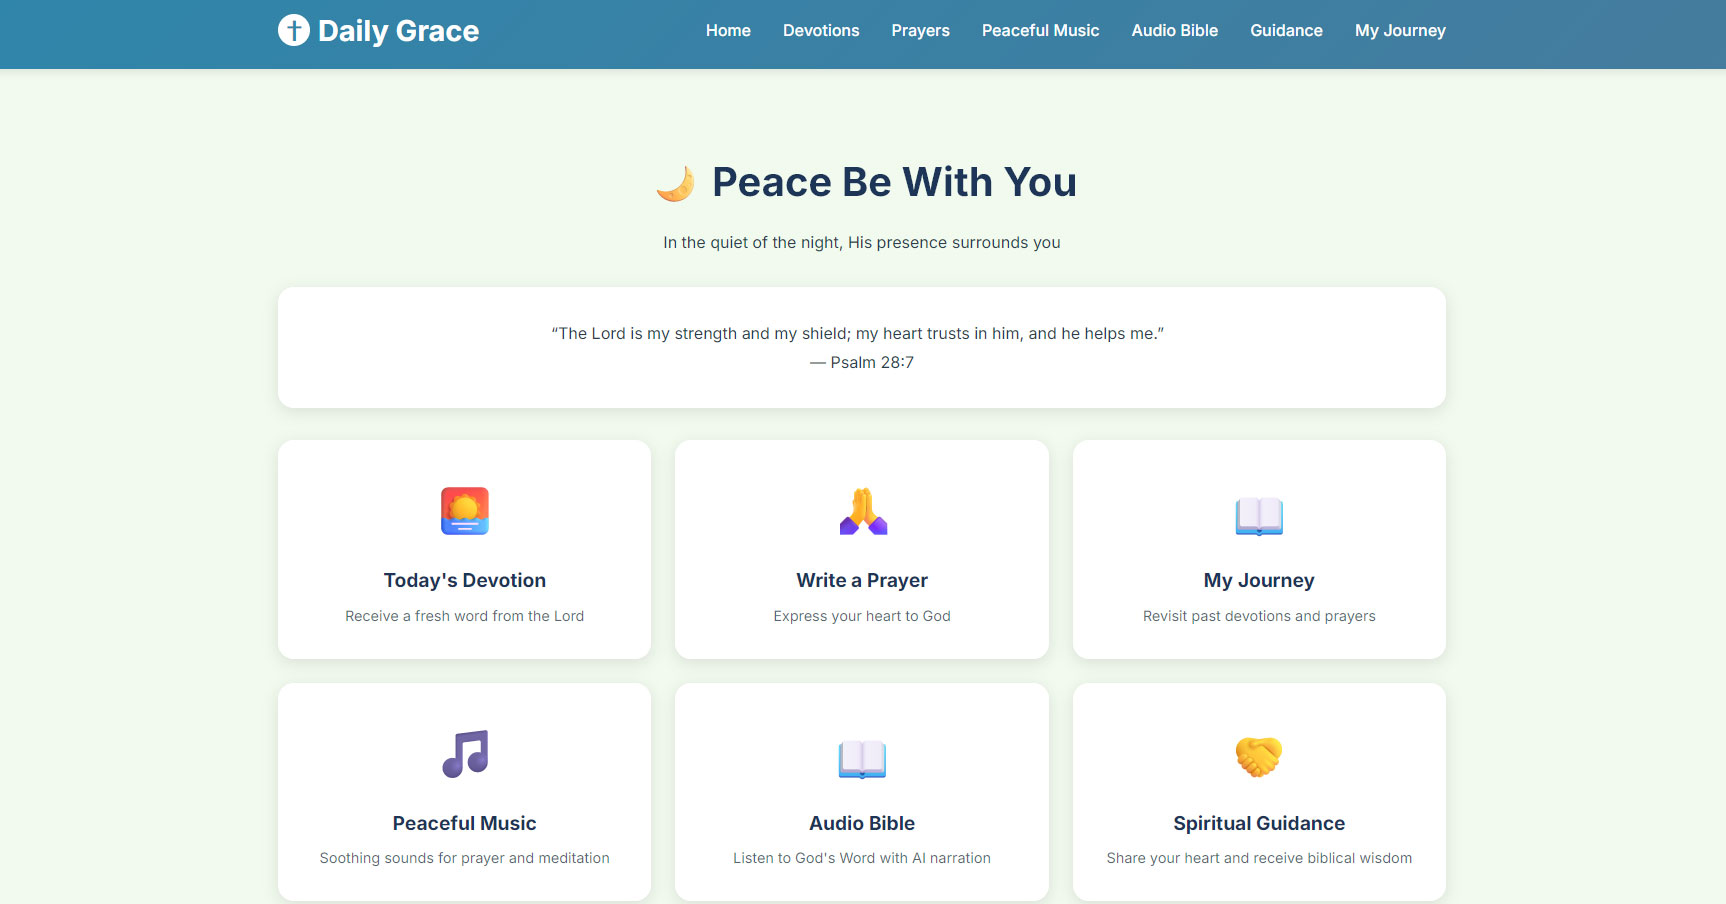 Daily Grace
Home Devotions Prayers Peaceful Music Audio Bible Guidance My Journey
Peace Be With You
In the quiet of the night, His presence surrounds you
“The Lord is my strength and my shield; my heart trusts in him, and he helps me.”
— Psalm 28:7
Today's Devotion
Receive a fresh word from the Lord
Write a Prayer
Express your heart to God
My Journey
Revisit past devotions and prayers
Peaceful Music
Soothing sounds for prayer and meditation
Audio Bible
Listen to God's Word with AI narration
Spiritual Guidance
Share your heart and receive biblical wisdom